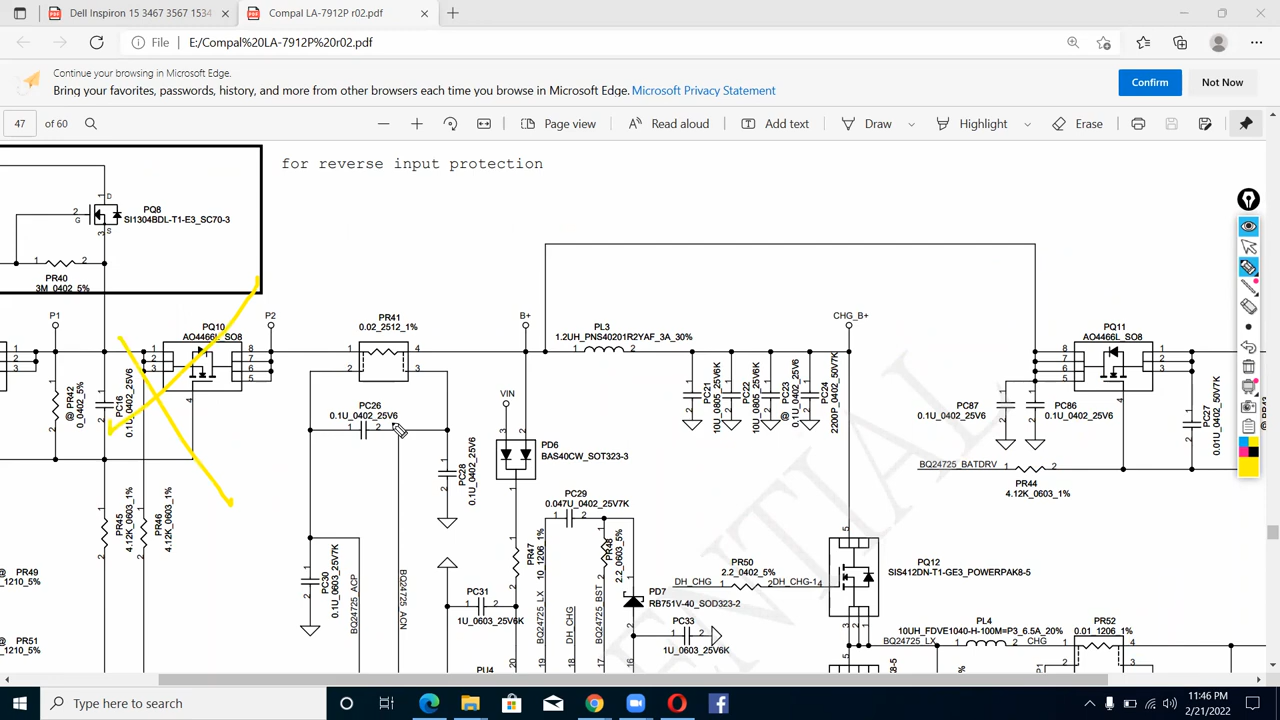 Dell Inspiron 15 3467 3567 1534
Compal LA-7912P r02.pdf
File
E:/Compal%20LA-7912P%20r02.pdf
Continue your browsing in Microsoft Edge.
Bring your favorites, passwords, history, and more from other browsers each time you browse in Microsoft Edge. Microsoft Privacy Statement
Confirm
Not Now
47 of 60
Page view
Read aloud
Add text
Draw
Highlight
Erase
for reverse input protection
PQ8
SI1304BDL-T1-E3_SC70-3
PR40
3M_0402_5%
P1
PQ10
AO4466L_SO8
P2
PR41
0.02_2512_1%
B+
PL3
1.2UH_PNS40201R2YAF_3A_30%
CHG_B+
PQ11
AO4466L_SO8
@ PR42
0_0402_5%
PC16
0.1U_0402_25V6
PC26
0.1U_0402_25V6
VIN
PC28
0.1U_0402_25V6
PD6
BAS40CW_SOT323-3
PC21
10U_0805_25V6K
PC22
10U_0805_25V6K
@ PC23
0.1U_0402_25V6
PC24
2200P_0402_50V7K
PC87
0.1U_0402_25V6
PC86
0.1U_0402_25V6
PC27
0.01U_0402_50V7K
BQ24725_BATDRV
PR44
4.12K_0603_1%
PR45
4.12K_0603_1%
PR46
4.12K_0603_1%
PR49
_1210_5%
PR51
_1210_5%
PC30
0.1U_0603_25V7K
BQ24725_ACP
BQ24725_ACN
PC31
1U_0603_25V6K
PR47
10_1206_1%
PC29
0.047U_0402_25V7K
PR48
2.2_0603_5%
BQ24725_LX
DH_CHG
BQ24725_BST
PD7
RB751V-40_SOD323-2
PC33
1U_0603_25V6K
PU4
20
19
18
17
16
DH_CHG
PR50
2.2_0402_5%
DH_CHG-1
PQ12
SIS412DN-T1-GE3_POWERPAK8-5
PL4
10UH_FDVE1040-H-100M=P3_6.5A_20%
BQ24725_LX
CHG
PR52
0.01_1206_1%
ENTIAL
Type here to search
11:46 PM
2/21/2022